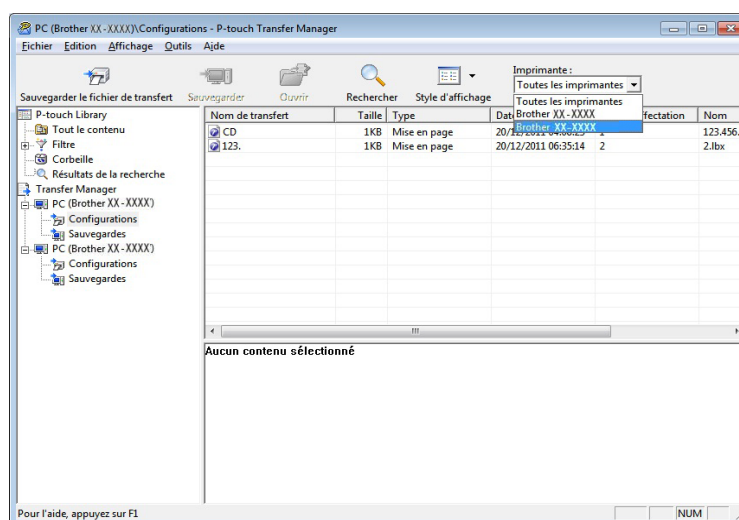 PC (Brother XX-XXXX)\Configurations - P-touch Transfer Manager
Fichier Edition Affichage Outils Aide
Imprimante :
Toutes les imprimantes
Sauvegarder le fichier de transfert Sauvegarder Ouvrir Rechercher Style d'affichage
Toutes les imprimantes
Brother XX-XXXX
Brother XX-XXXX
P-touch Library
Tout le contenu
Filtre
Corbeille
Résultats de la recherche
Transfer Manager
PC (Brother XX-XXXX)
Configurations
Sauvegardes
PC (Brother XX-XXXX)
Configurations
Sauvegardes
Nom de transfert Taille Type Date fectation Nom
CD 1KB Mise en page 20/12/2011 1 123.456.
123. 1KB Mise en page 20/12/2011 06:35:14 2 2.lbx
Aucun contenu sélectionné
Pour l'aide, appuyez sur F1 NUM